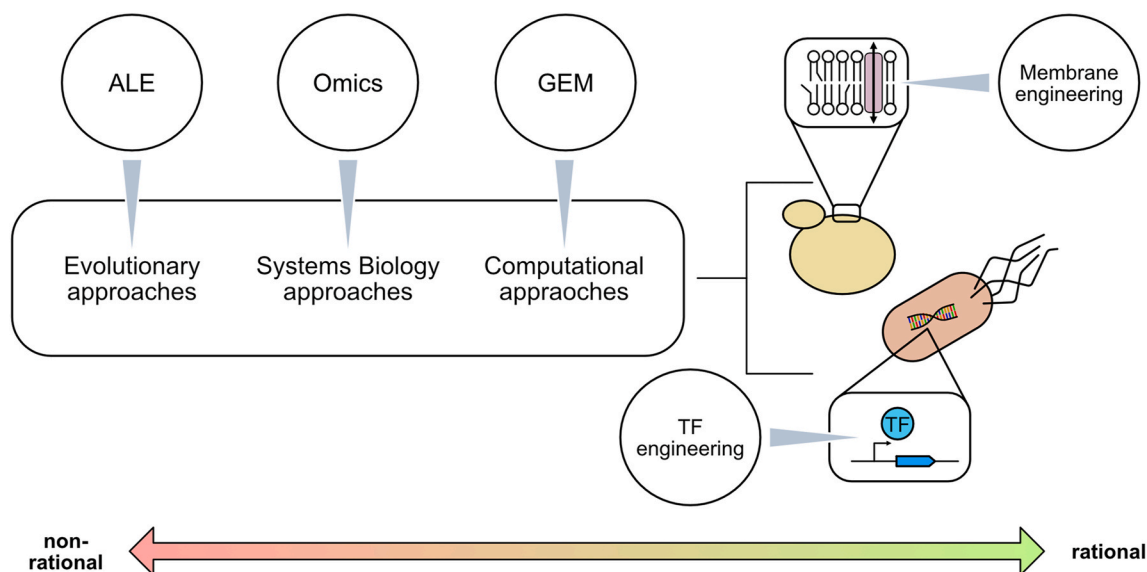 ALE
Omics
GEM
Membrane
engineering
Evolutionary
approaches
Systems Biology
approaches
Computational
appraoches
TF
engineering
TF
non-
rational
rational